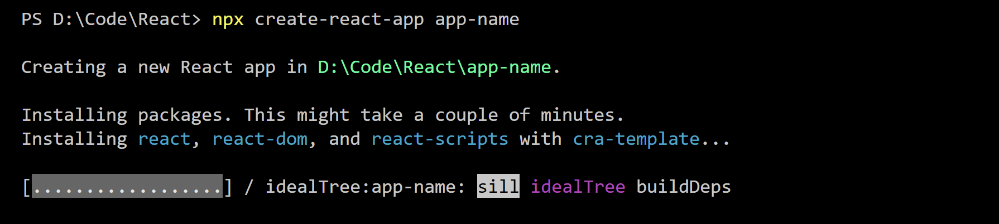 PS D:\Code\React> npx create-react-app app-name
Creating a new React app in D:\Code\React\app-name.
Installing packages. This might take a couple of minutes.
Installing react, react-dom, and react-scripts with cra-template...
[..................] / idealTree:app-name: sill idealTree buildDeps